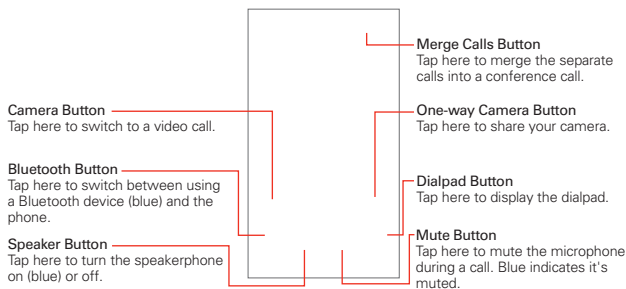 Merge Calls Button
Tap here to merge the separate
calls into a conference call.
Camera Button
Tap here to switch to a video call.
One-way Camera Button
Tap here to share your camera.
Bluetooth Button
Tap here to switch between using
a Bluetooth device (blue) and the
phone.
Dialpad Button
Tap here to display the dialpad.
Speaker Button
Tap here to turn the speakerphone
on (blue) or off.
Mute Button
Tap here to mute the microphone
during a call. Blue indicates it's
muted.